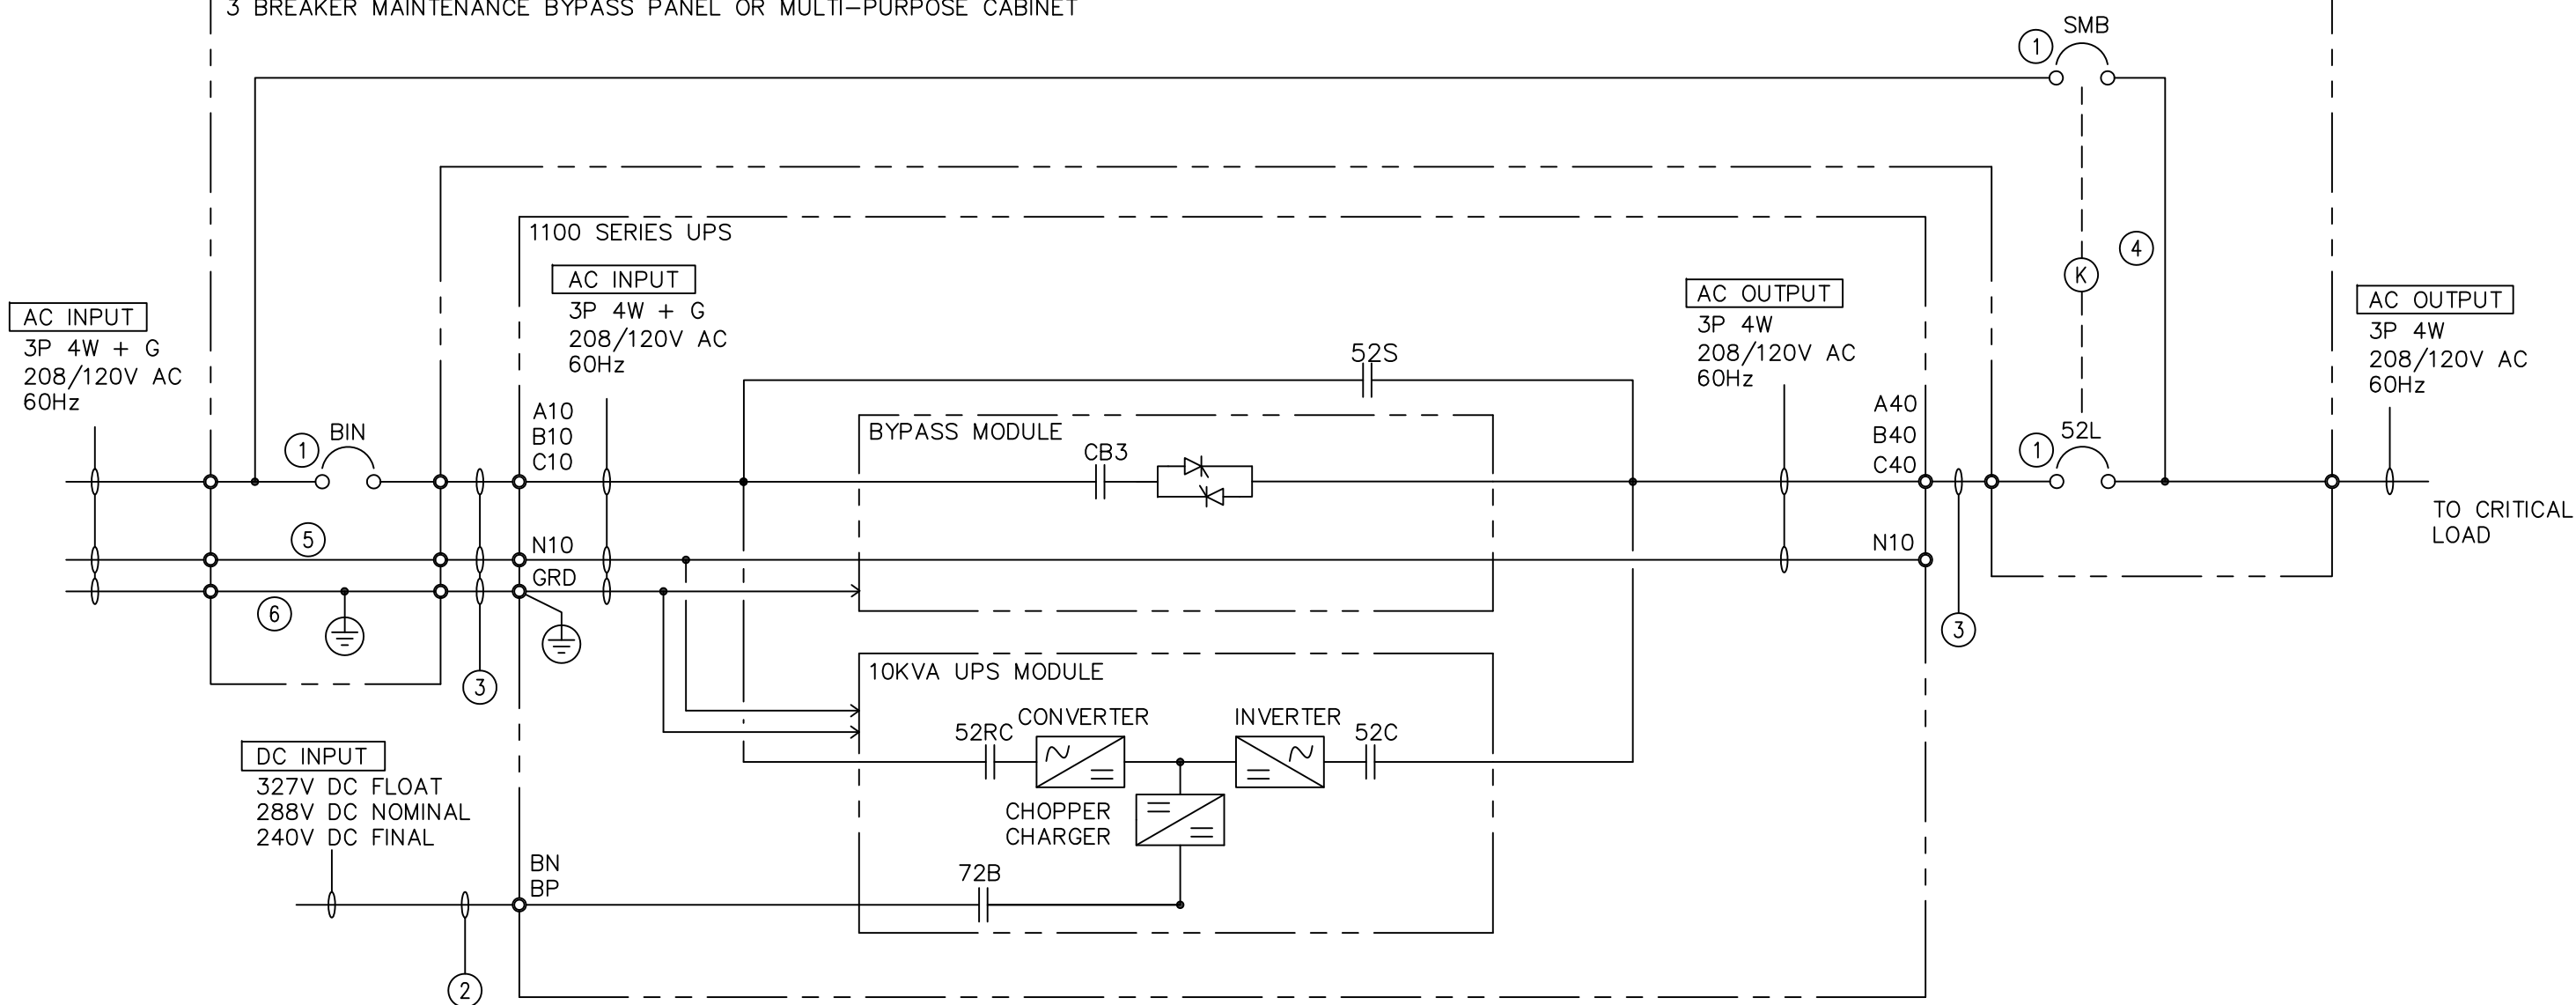 3 BREAKER MAINTENANCE BYPASS PANEL OR MULTI-PURPOSE CABINET
SMB
1
1100 SERIES UPS
AC INPUT
3P 4W + G
208/120V AC
60Hz
AC INPUT
3P 4W + G
208/120V AC
60Hz
AC OUTPUT
3P 4W
208/120V AC
60Hz
K
4
AC OUTPUT
3P 4W
208/120V AC
60Hz
52S
1
BIN
A10
B10
C10
BYPASS MODULE
CB3
A40
B40
C40
1
52L
TO CRITICAL
LOAD
5
N10
N10
GRD
6
3
3
10KVA UPS MODULE
CONVERTER
INVERTER
52RC
52C
DC INPUT
327V DC FLOAT
288V DC NOMINAL
240V DC FINAL
CHOPPER
CHARGER
BN
BP
72B
2